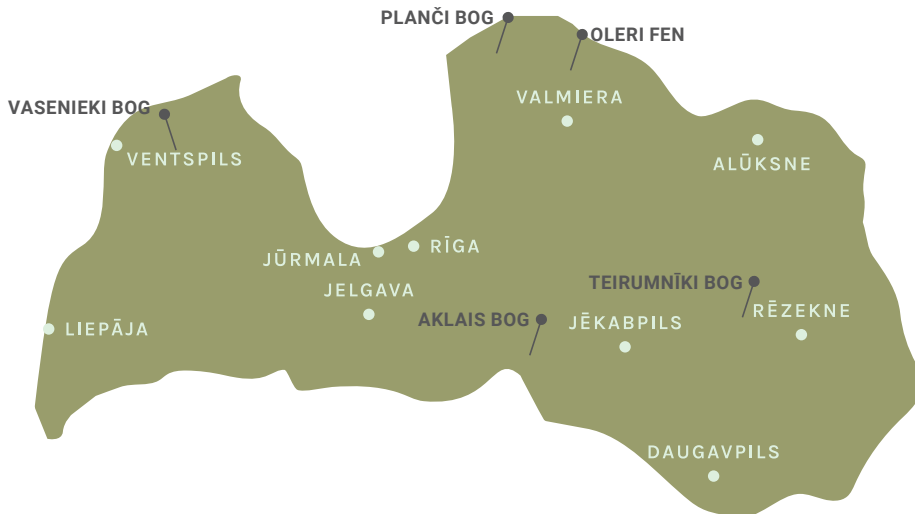 PLANČI BOG
OLERI FEN
VALMIERA
VASENIEKI BOG
VENTSPILS
ALŪKSNE
JŪRMALA
RĪGA
JELGAVA
TEIRUMNĪKI BOG
RĒZEKNE
AKLAIS BOG
JĒKABPILS
LIEPĀJA
DAUGAVPILS